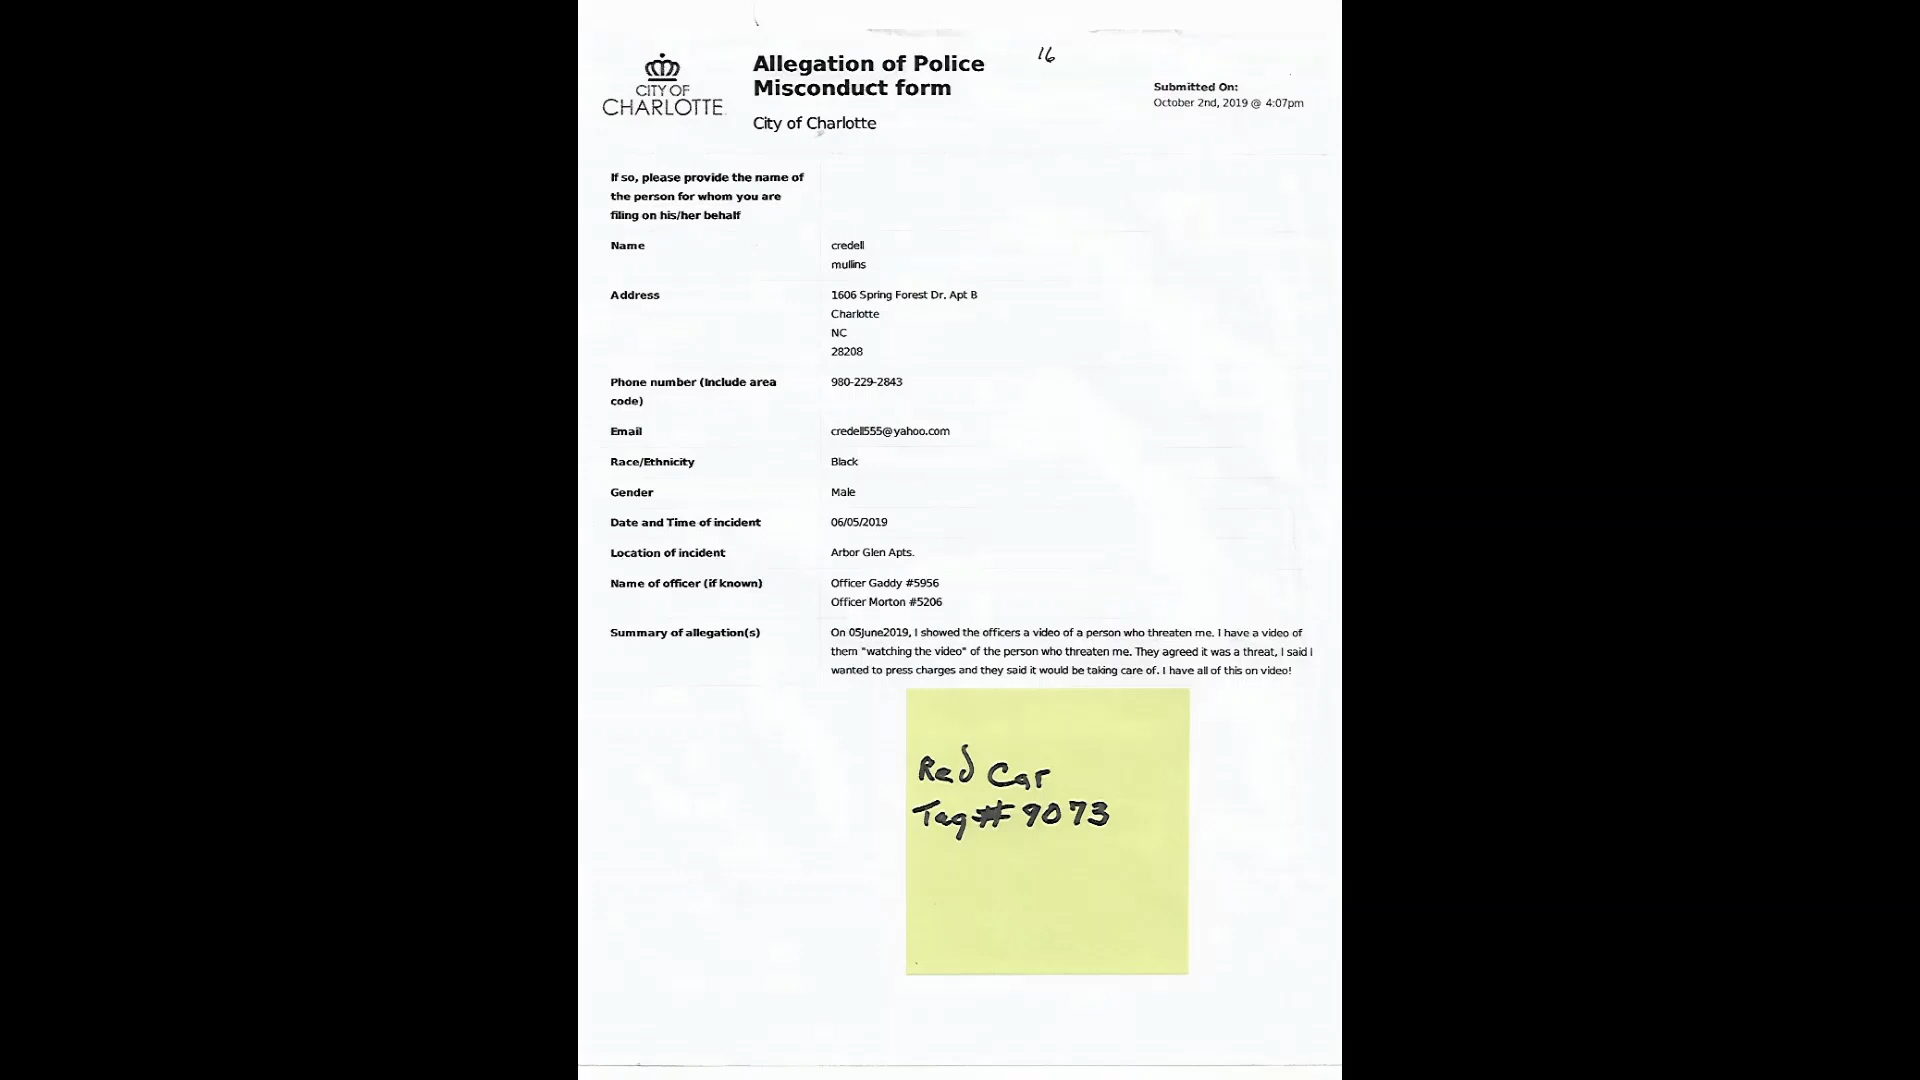 16
CITY OF
CHARLOTTE
Allegation of Police
Misconduct form
City of Charlotte
Submitted On:
October 2nd, 2019 @ 4:07pm
If so, please provide the name of
the person for whom you are
filing on his/her behalf
Name
credell
mullins
Address
1606 Spring Forest Dr. Apt B
Charlotte
NC
28208
Phone number (Include area
code)
980-229-2843
Email
credell555@yahoo.com
Race/Ethnicity
Black
Gender
Male
Date and Time of incident
06/05/2019
Location of incident
Arbor Glen Apts.
Name of officer (if known)
Officer Gaddy #5956
Officer Morton #5206
Summary of allegation(s)
On 05June2019, I showed the officers a video of a person who threaten me. I have a video of
them "watching the video" of the person who threaten me. They agreed it was a threat, I said I
wanted to press charges and they said it would be taking care of. I have all of this on video!
Red Car
Tag# 9073